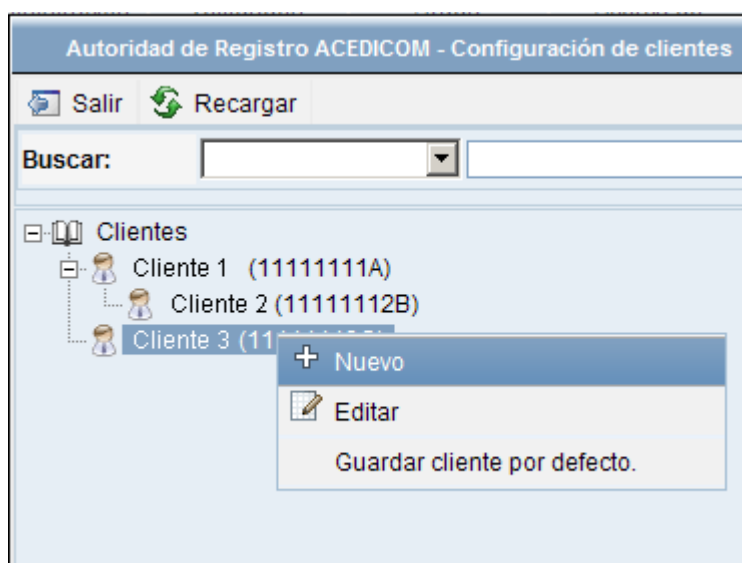 Autoridad de Registro ACEDICOM - Configuración de clientes
Salir Recargar
Buscar:
Clientes
Cliente 1 (11111111A)
Cliente 2 (11111112B)
Cliente 3
Nuevo
Editar
Guardar cliente por defecto.